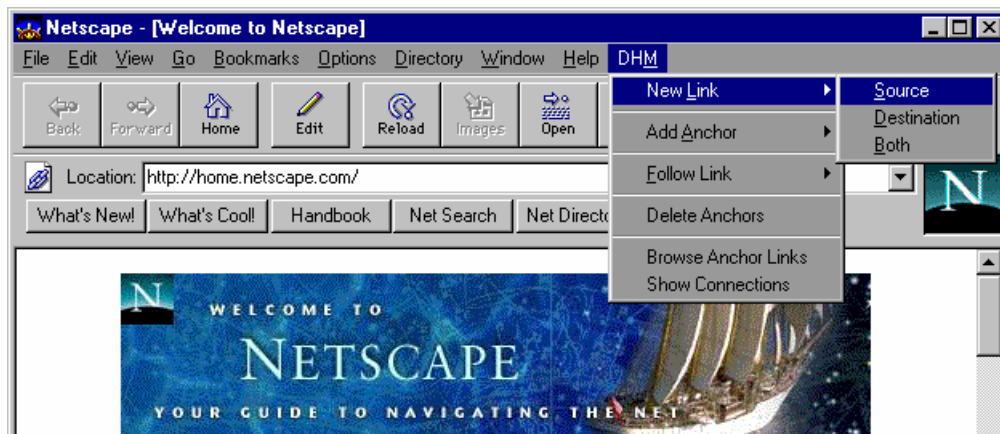 Netscape - [Welcome to Netscape]
File Edit View Go Bookmarks Options Directory Window Help DHM
New Link Source
Destination
Both
Add Anchor
Follow Link
Delete Anchors
Browse Anchor Links
Show Connections
Back Forward Home Edit Reload Images Open
Location: http://home.netscape.com/
What's New! What's Cool! Handbook Net Search Net Directo
N
N
WELCOME TO
NETSCAPE
YOUR GUIDE TO NAVIGATING THE NET